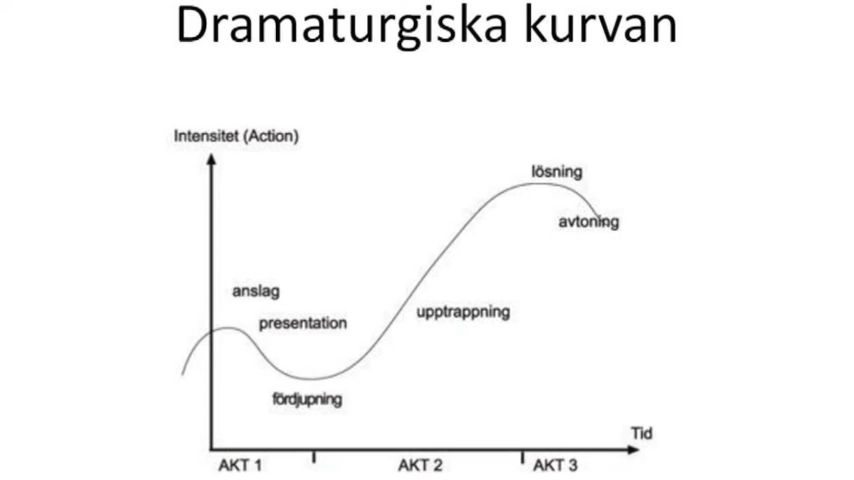 Dramaturgiska kurvan
Intensitet (Action)
lösning
avtoning
anslag
presentation
upptrappning
fördjupning
Tid
AKT 1
AKT 2
AKT 3